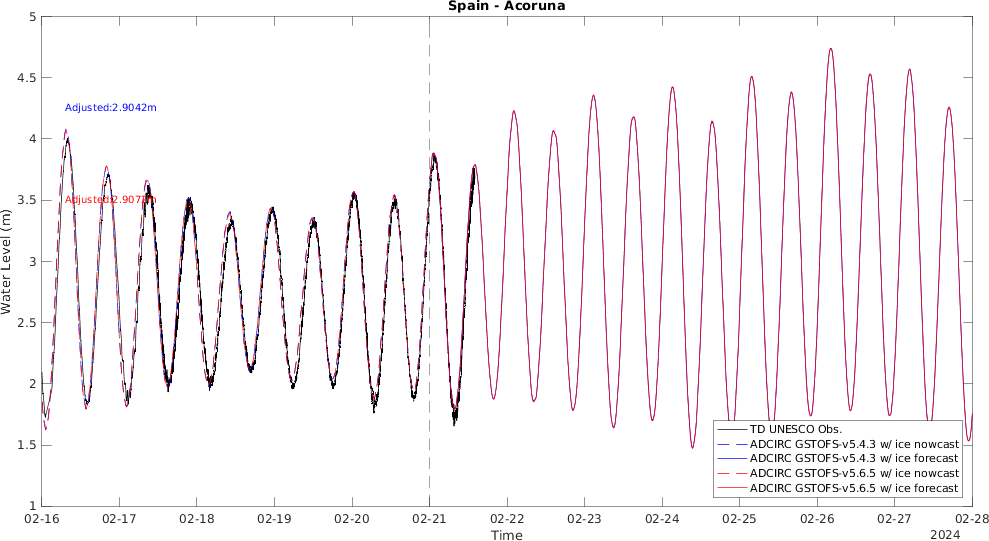 Spain - Acoruna
5
4.5
4
3.5
3
2.5
2
1.5
1
Water Level (m)
Adjusted:2.9042m
TD UNESCO Obs.
ADCIRC GSTOFS-v5.4.3 w/ ice nowcast
ADCIRC GSTOFS-v5.4.3 w/ ice forecast
ADCIRC GSTOFS-v5.6.5 w/ ice nowcast
ADCIRC GSTOFS-v5.6.5 w/ ice forecast
02-16 02-17 02-18 02-19 02-20 02-21 02-22 02-23 02-24 02-25 02-26 02-27 02-28
Time
2024